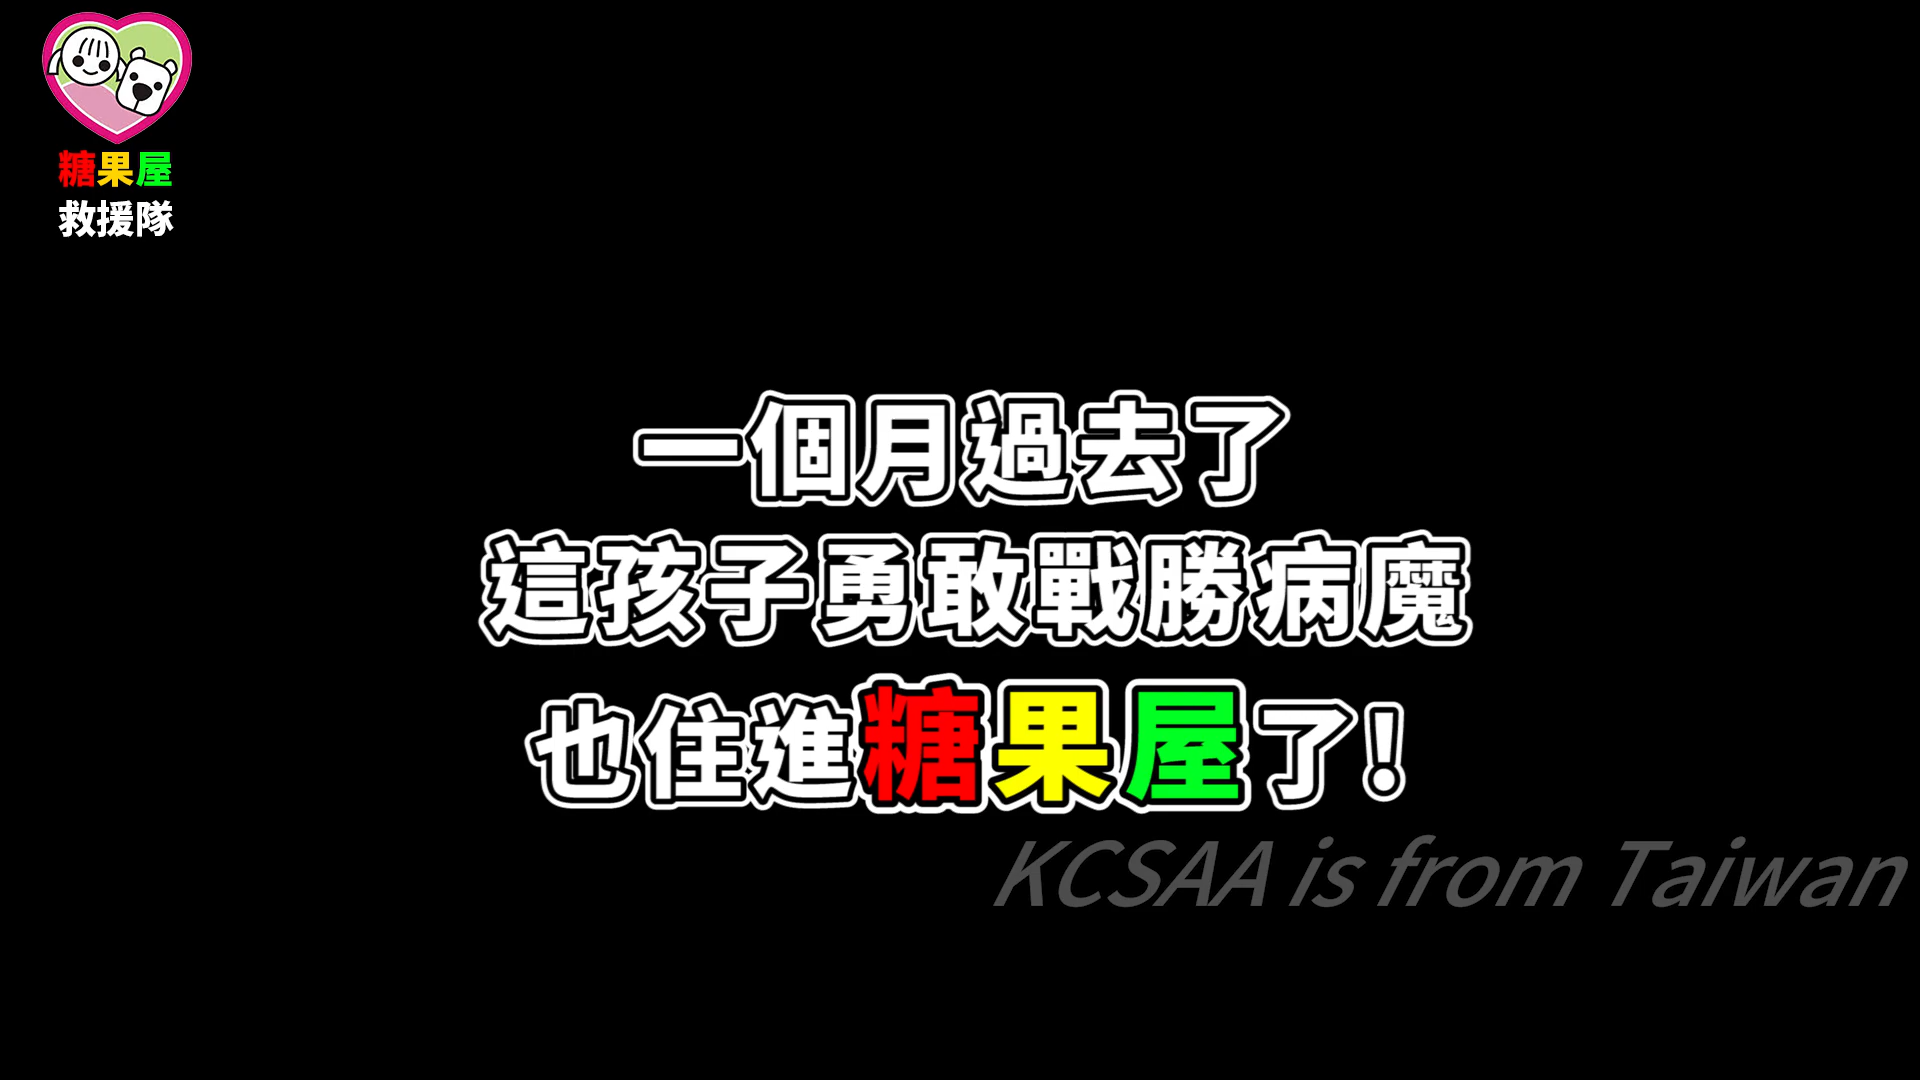 糖果屋
救援隊
一個月過去了
這孩子勇敢戰勝病魔
也住進糖果屋了!
KCSAA is from Taiwan